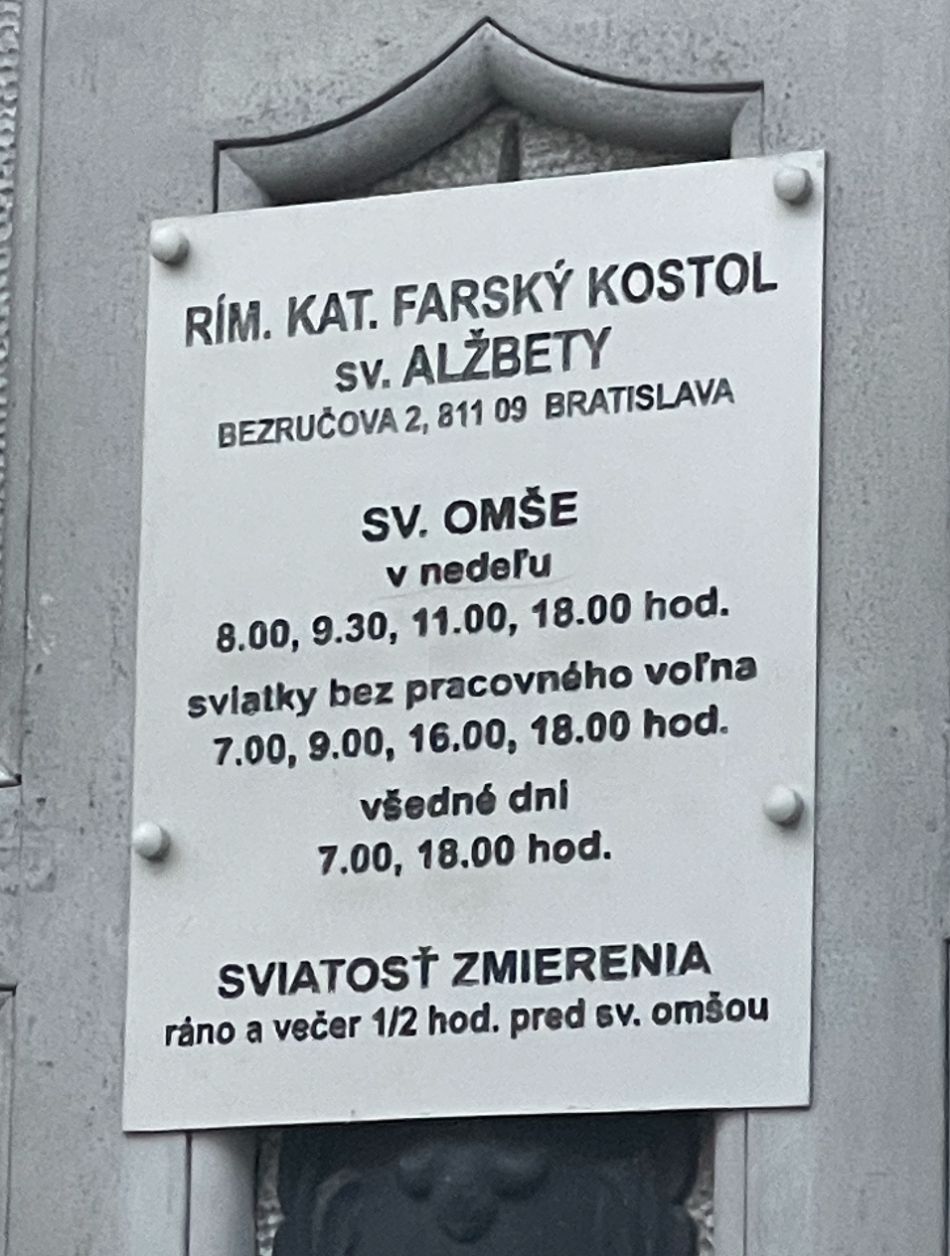 RÍM. KAT. FARSKÝ KOSTOL
sv. ALŽBETY
BEZRUČOVA 2, 811 09 BRATISLAVA
SV. OMŠE
v nedeľu
8.00, 9.30, 11.00, 18.00 hod.
sviatky bez pracovného voľna
7.00, 9.00, 16.00, 18.00 hod.
všedné dni
7.00, 18.00 hod.
SVIATOSŤ ZMIERENIA
ráno a večer 1/2 hod. pred sv. omšou